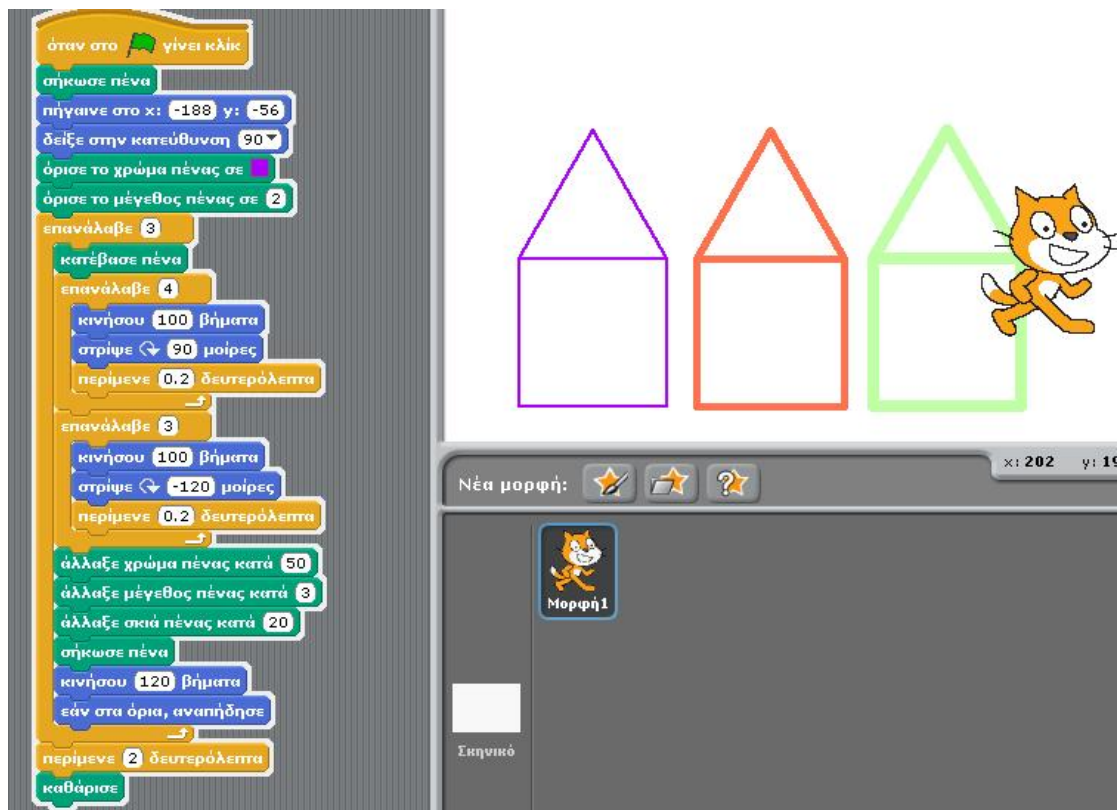 όταν στο γίνει κλίκ
σήκωσε πένα
πήγαινε στο x: -188 y: -56
δείξε στην κατεύθυνση 90
όρισε το χρώμα πένας σε
όρισε το μέγεθος πένας σε 2
επανάλαβε 3
κατέβασε πένα
επανάλαβε 4
κινήσου 100 βήματα
στρίψε 90 μοίρες
περίμενε 0.2 δευτερόλεπτα
επανάλαβε 3
κινήσου 100 βήματα
στρίψε -120 μοίρες
περίμενε 0.2 δευτερόλεπτα
άλλαξε χρώμα πένας κατά 50
άλλαξε μέγεθος πένας κατά 3
άλλαξε σκιά πένας κατά 20
σήκωσε πένα
κινήσου 120 βήματα
εάν στα όρια, αναπήδησε
περίμενε 2 δευτερόλεπτα
καθάρισε
x: 202 y: 19
Νέα μορφή:
Μορφή1
Σκηνικό